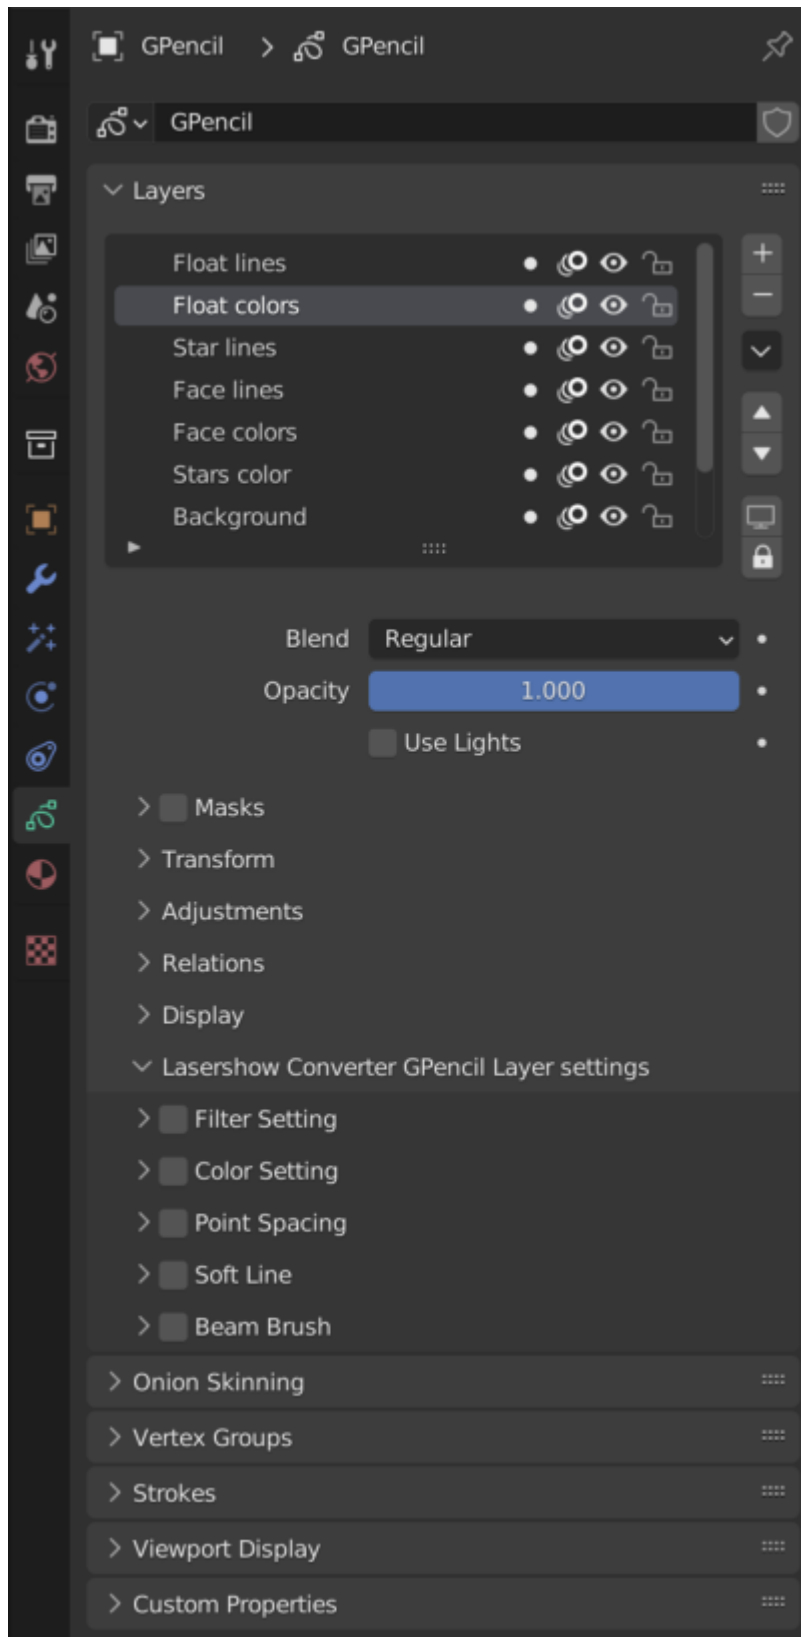 GPencil > GPencil
GPencil
Layers
Float lines
Float colors
Star lines
Face lines
Face colors
Stars color
Background
Blend Regular
Opacity 1.000
Use Lights
Masks
Transform
Adjustments
Relations
Display
Lasershow Converter GPencil Layer settings
Filter Setting
Color Setting
Point Spacing
Soft Line
Beam Brush
Onion Skinning
Vertex Groups
Strokes
Viewport Display
Custom Properties